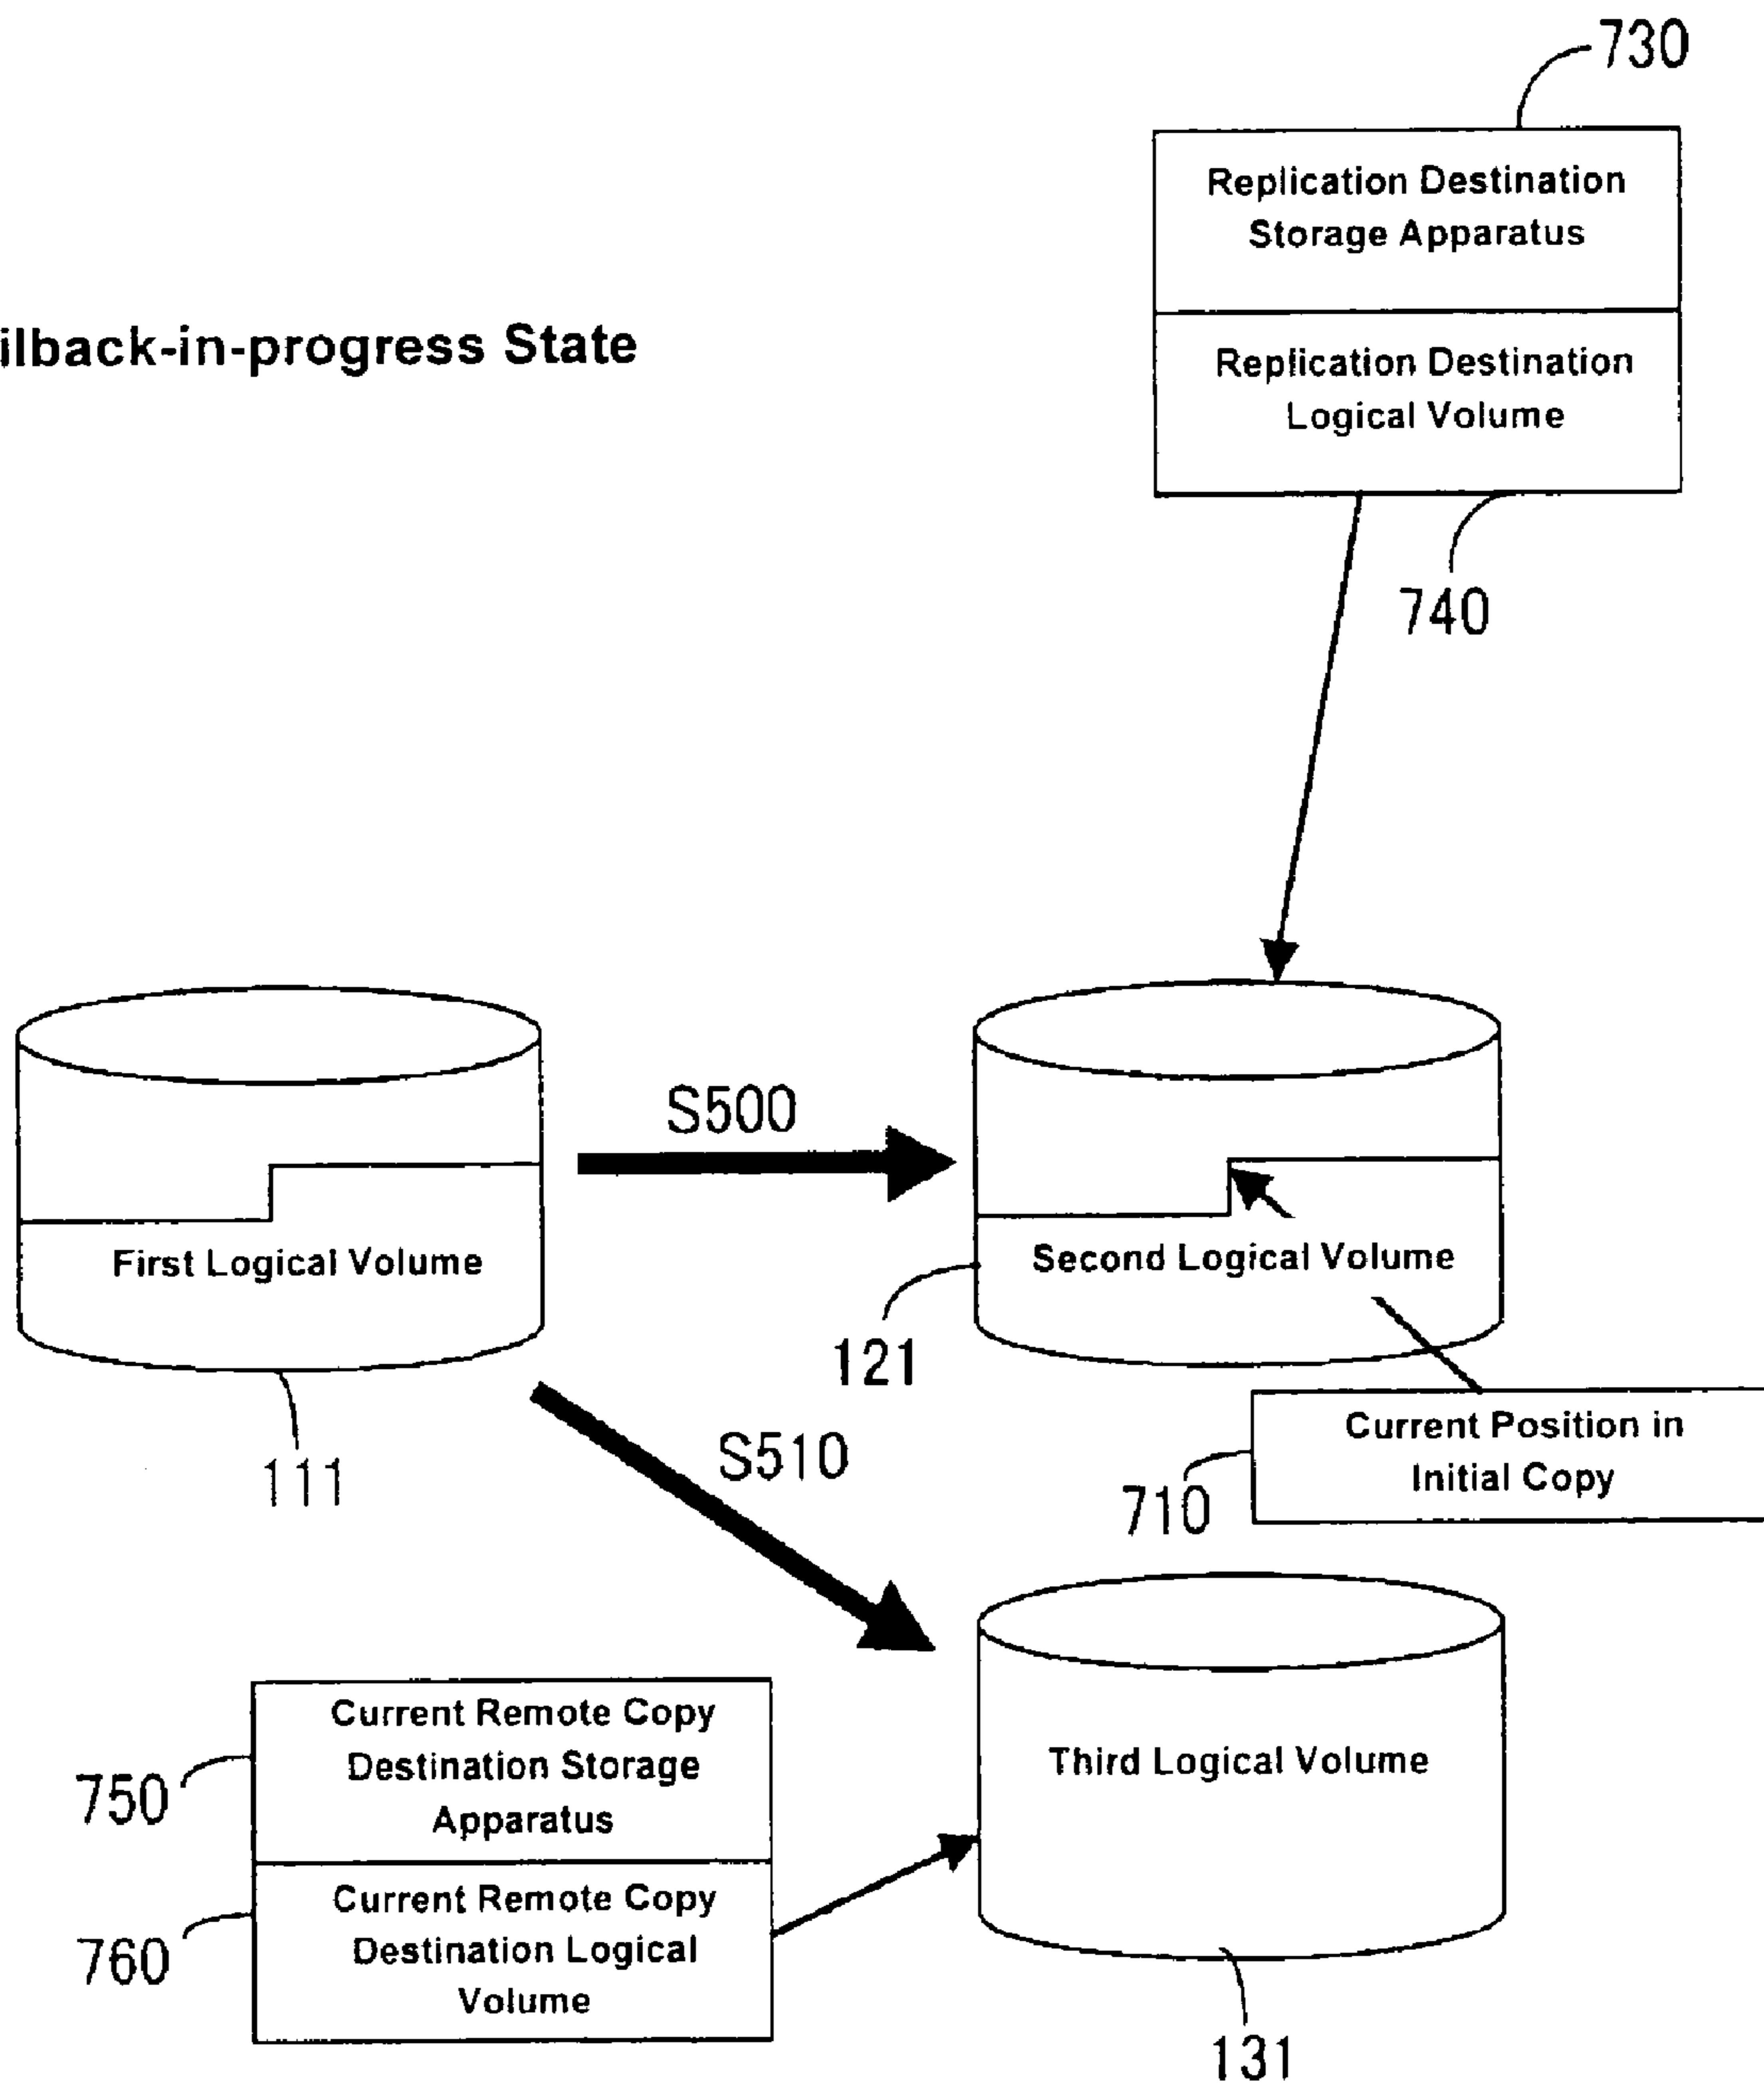 730
Replication Destination
Storage Apparatus
ilback-in-progress State
Replication Destination
Logical Volume
740
S500
First Logical Volume
Second Logical Volume
121
111
S510
Current Position in
Initial Copy
710
Current Remote Copy
Destination Storage
Apparatus
750
Third Logical Volume
Current Remote Copy
Destination Logical
Volume
760
131